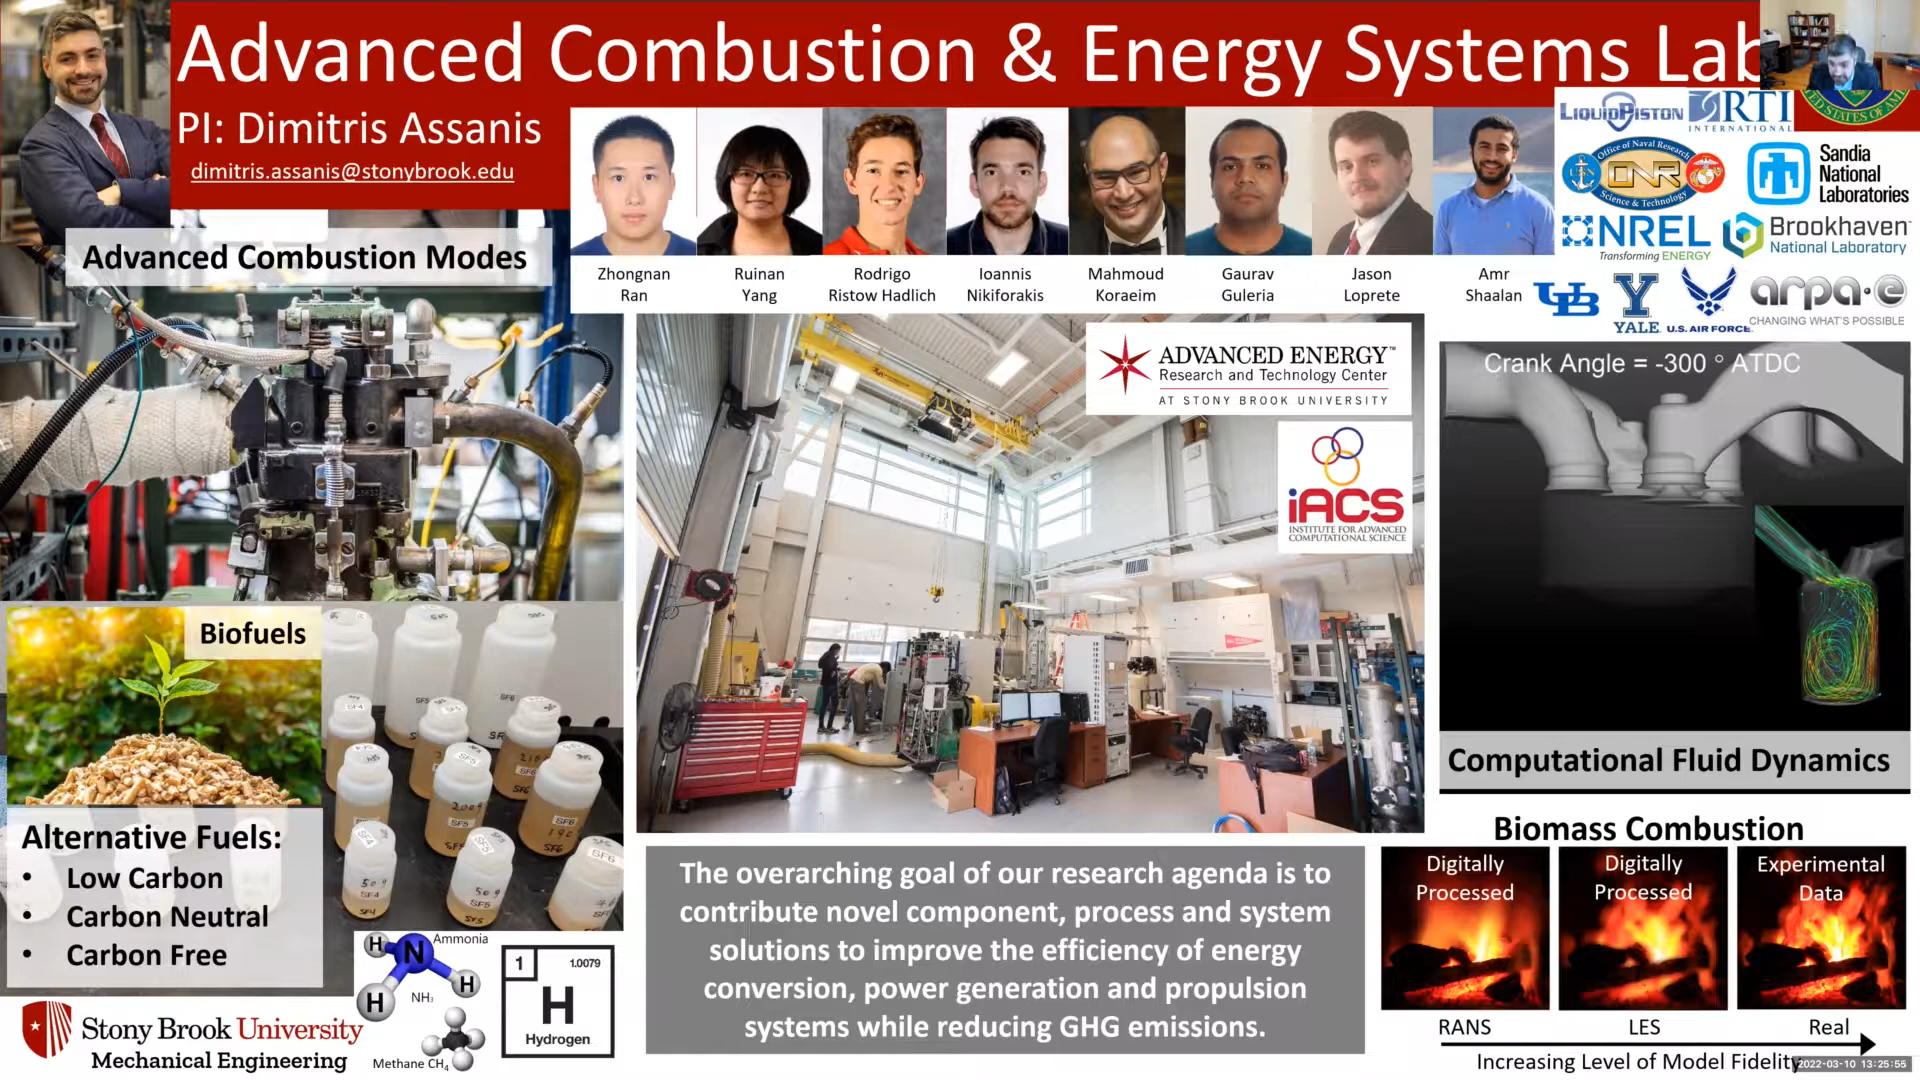 Advanced Combustion & Energy Systems Lab
PI: Dimitris Assanis
dimitris.assanis@stonybrook.edu
Zhongnan
Ran
Ruinan
Yang
Rodrigo
Ristow Hadlich
Ioannis
Nikiforakis
Mahmoud
Koraeim
Gaurav
Guleria
Jason
Loprete
Amr
Shaalan
LIQUIDPISTON
RTI
INTERNATIONAL
Office of Naval Research
ONR
Science & Technology
Sandia
National
Laboratories
NREL
Transforming ENERGY
Brookhaven
National Laboratory
UB
Y
YALE
U.S. AIR FORCE
arpa·e
CHANGING WHAT'S POSSIBLE
Advanced Combustion Modes
ADVANCED ENERGY™
Research and Technology Center
AT STONY BROOK UNIVERSITY
iACS
INSTITUTE FOR ADVANCED
COMPUTATIONAL SCIENCE
Crank Angle = -300 ° ATDC
Computational Fluid Dynamics
Biofuels
SF4
SF5
SF6
Alternative Fuels:
• Low Carbon
• Carbon Neutral
• Carbon Free
Ammonia
N
H
H
H
NH₃
Methane CH₄
1
1.0079
H
Hydrogen
Stony Brook University
Mechanical Engineering
The overarching goal of our research agenda is to
contribute novel component, process and system
solutions to improve the efficiency of energy
conversion, power generation and propulsion
systems while reducing GHG emissions.
Biomass Combustion
Digitally
Processed
Digitally
Processed
Experimental
Data
RANS
LES
Real
Increasing Level of Model Fidelity
2022-03-10 13:25:55